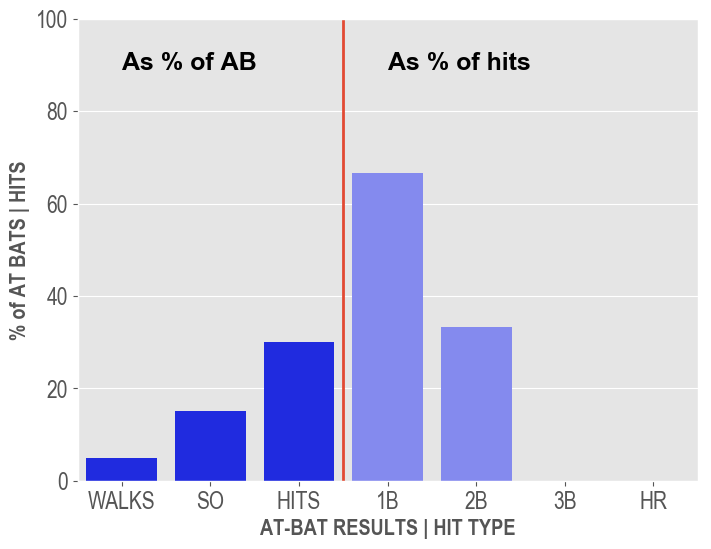 100
80
60
40
20
0
% of AT BATS | HITS
As % of AB
As % of hits
WALKS SO HITS 1B 2B 3B HR
AT-BAT RESULTS | HIT TYPE